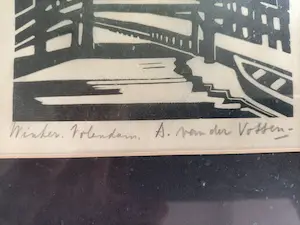 Winter. Volendam. A. van der Vossen-